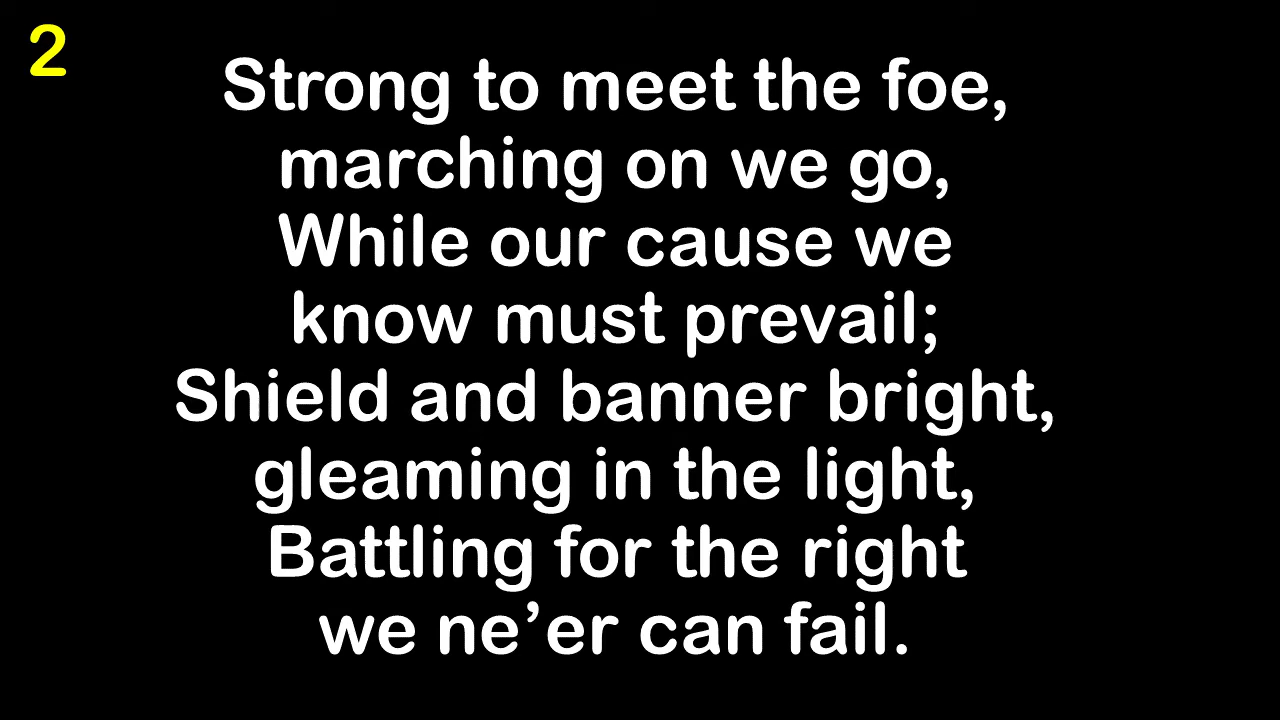 2
Strong to meet the foe,
marching on we go,
While our cause we
know must prevail;
Shield and banner bright,
gleaming in the light,
Battling for the right
we ne’er can fail.